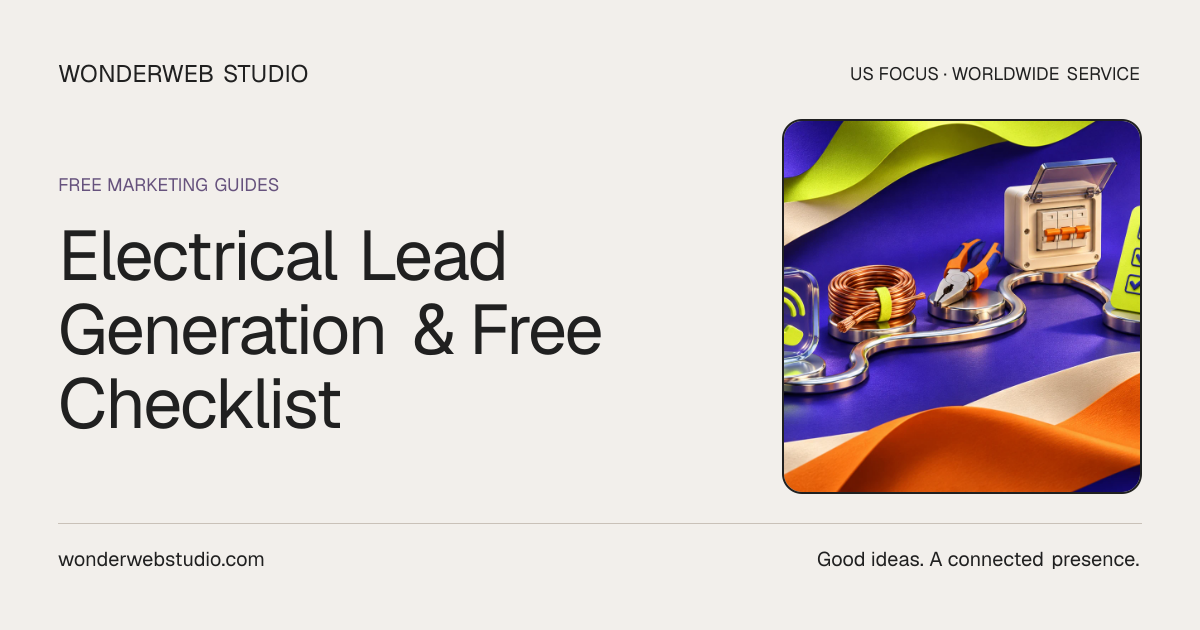 WONDERWEB STUDIO
US FOCUS · WORLDWIDE SERVICE
FREE MARKETING GUIDES
Electrical Lead
Generation & Free
Checklist
wonderwebstudio.com
Good ideas. A connected presence.